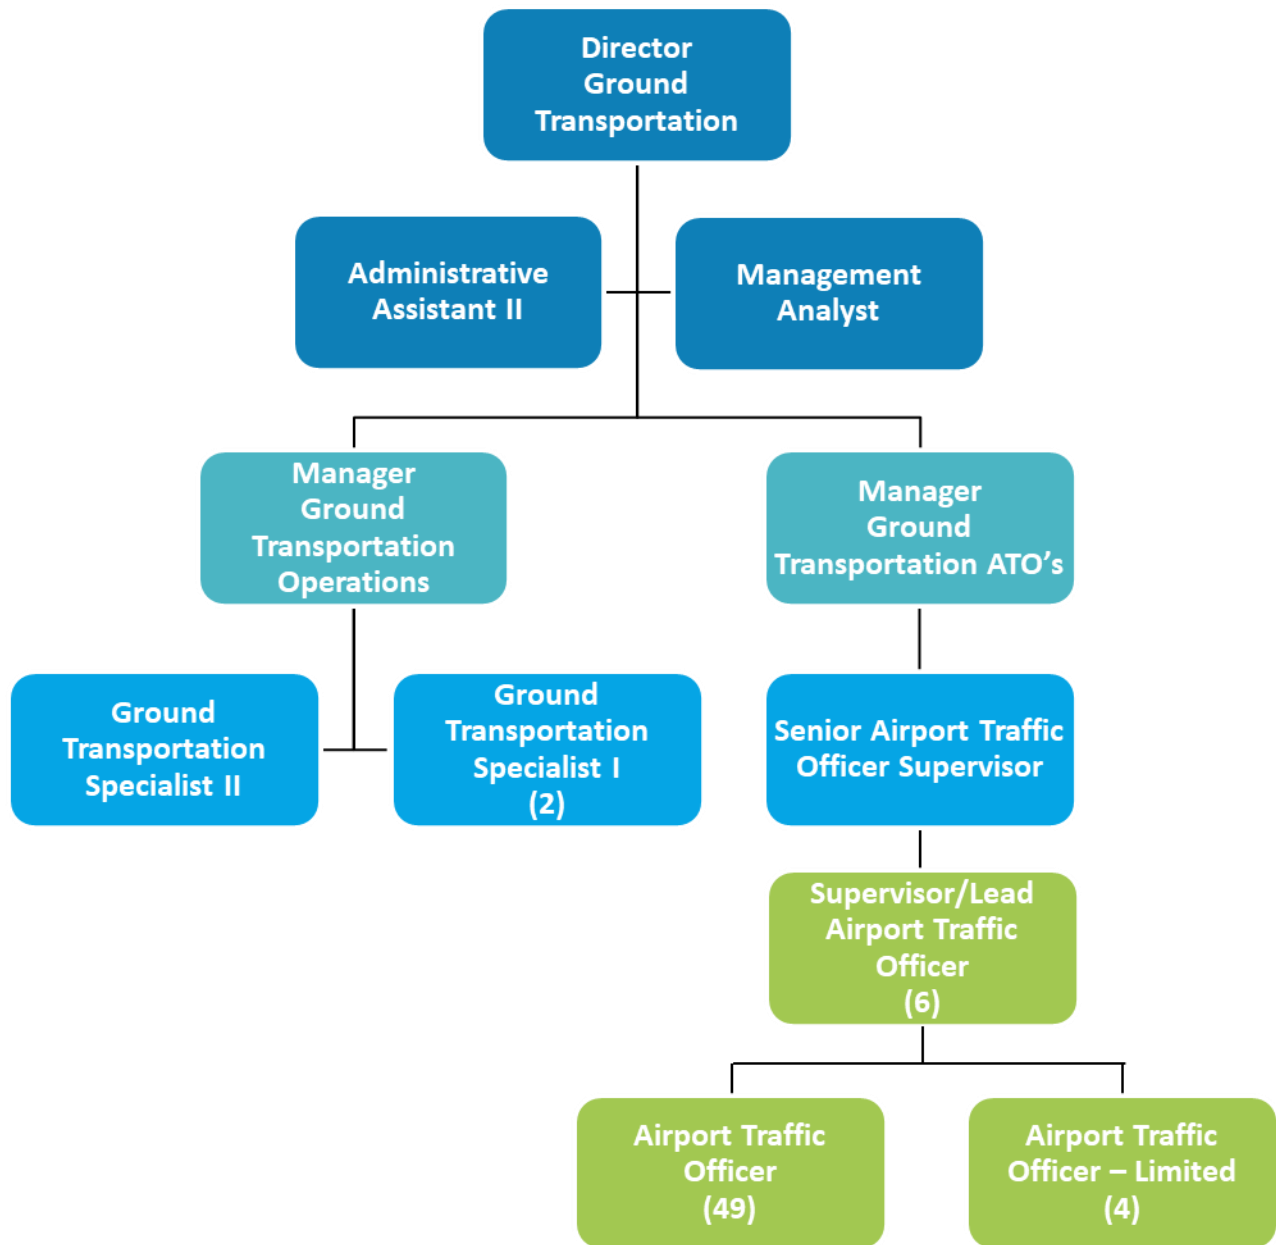 Director
Ground
Transportation
Administrative
Assistant II
Management
Analyst
Manager
Ground
Transportation
Operations
Manager
Ground
Transportation ATO’s
Ground
Transportation
Specialist II
Ground
Transportation
Specialist I
(2)
Senior Airport Traffic
Officer Supervisor
Supervisor/Lead
Airport Traffic
Officer
(6)
Airport Traffic
Officer
(49)
Airport Traffic
Officer – Limited
(4)